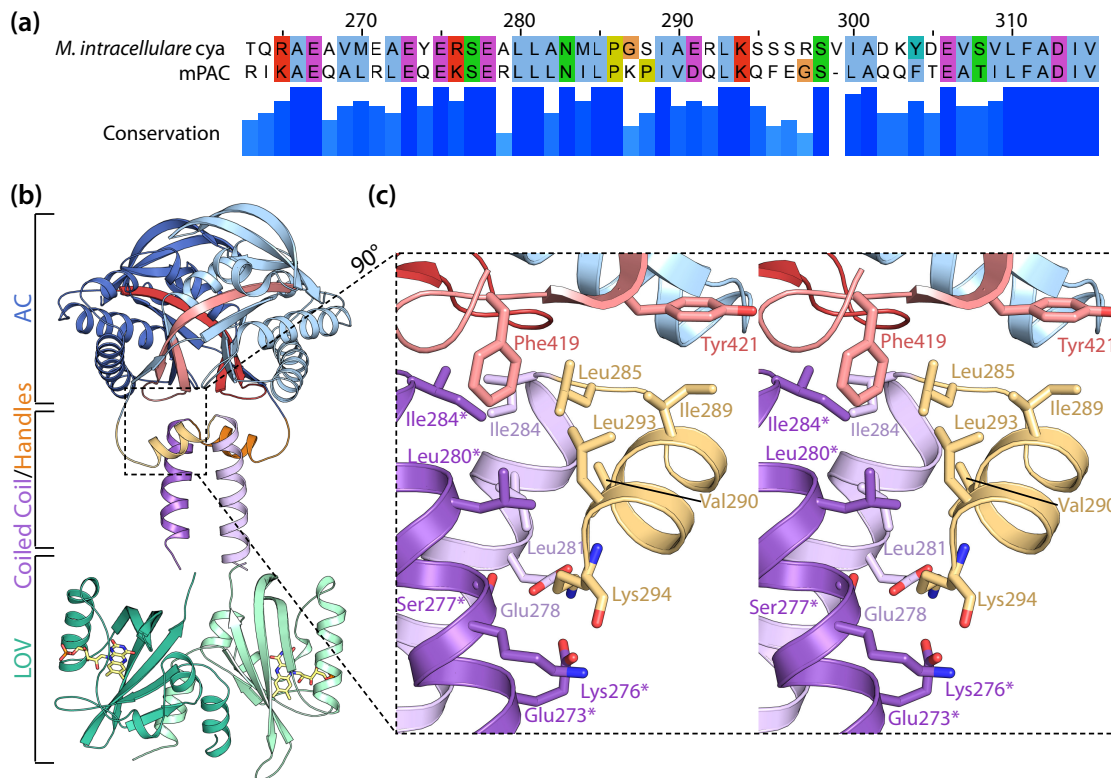 (a)
270 280 290 300 310
M. intracellulare cya TQRAEAVMEAEYERSEALLANMLPGSIAERLKSSSRSVIADKYDEVSVLFADIV
mPAC RIKAEQALRLEQEKSERLLLNILPKPIVDQLKQFEGS-LAQQFTEATILFADIV
Conservation
(b)
AC
Coiled Coil/Handles
LOV
90°
(c)
Phe419
Tyr421
Leu285
Ile289
Ile284*
Ile284
Leu293
Leu280*
Val290
Leu281
Ser277*
Glu278
Lys294
Lys276*
Glu273*
Phe419
Tyr421
Leu285
Ile289
Ile284*
Ile284
Leu293
Leu280*
Val290
Leu281
Ser277*
Glu278
Lys294
Lys276*
Glu273*